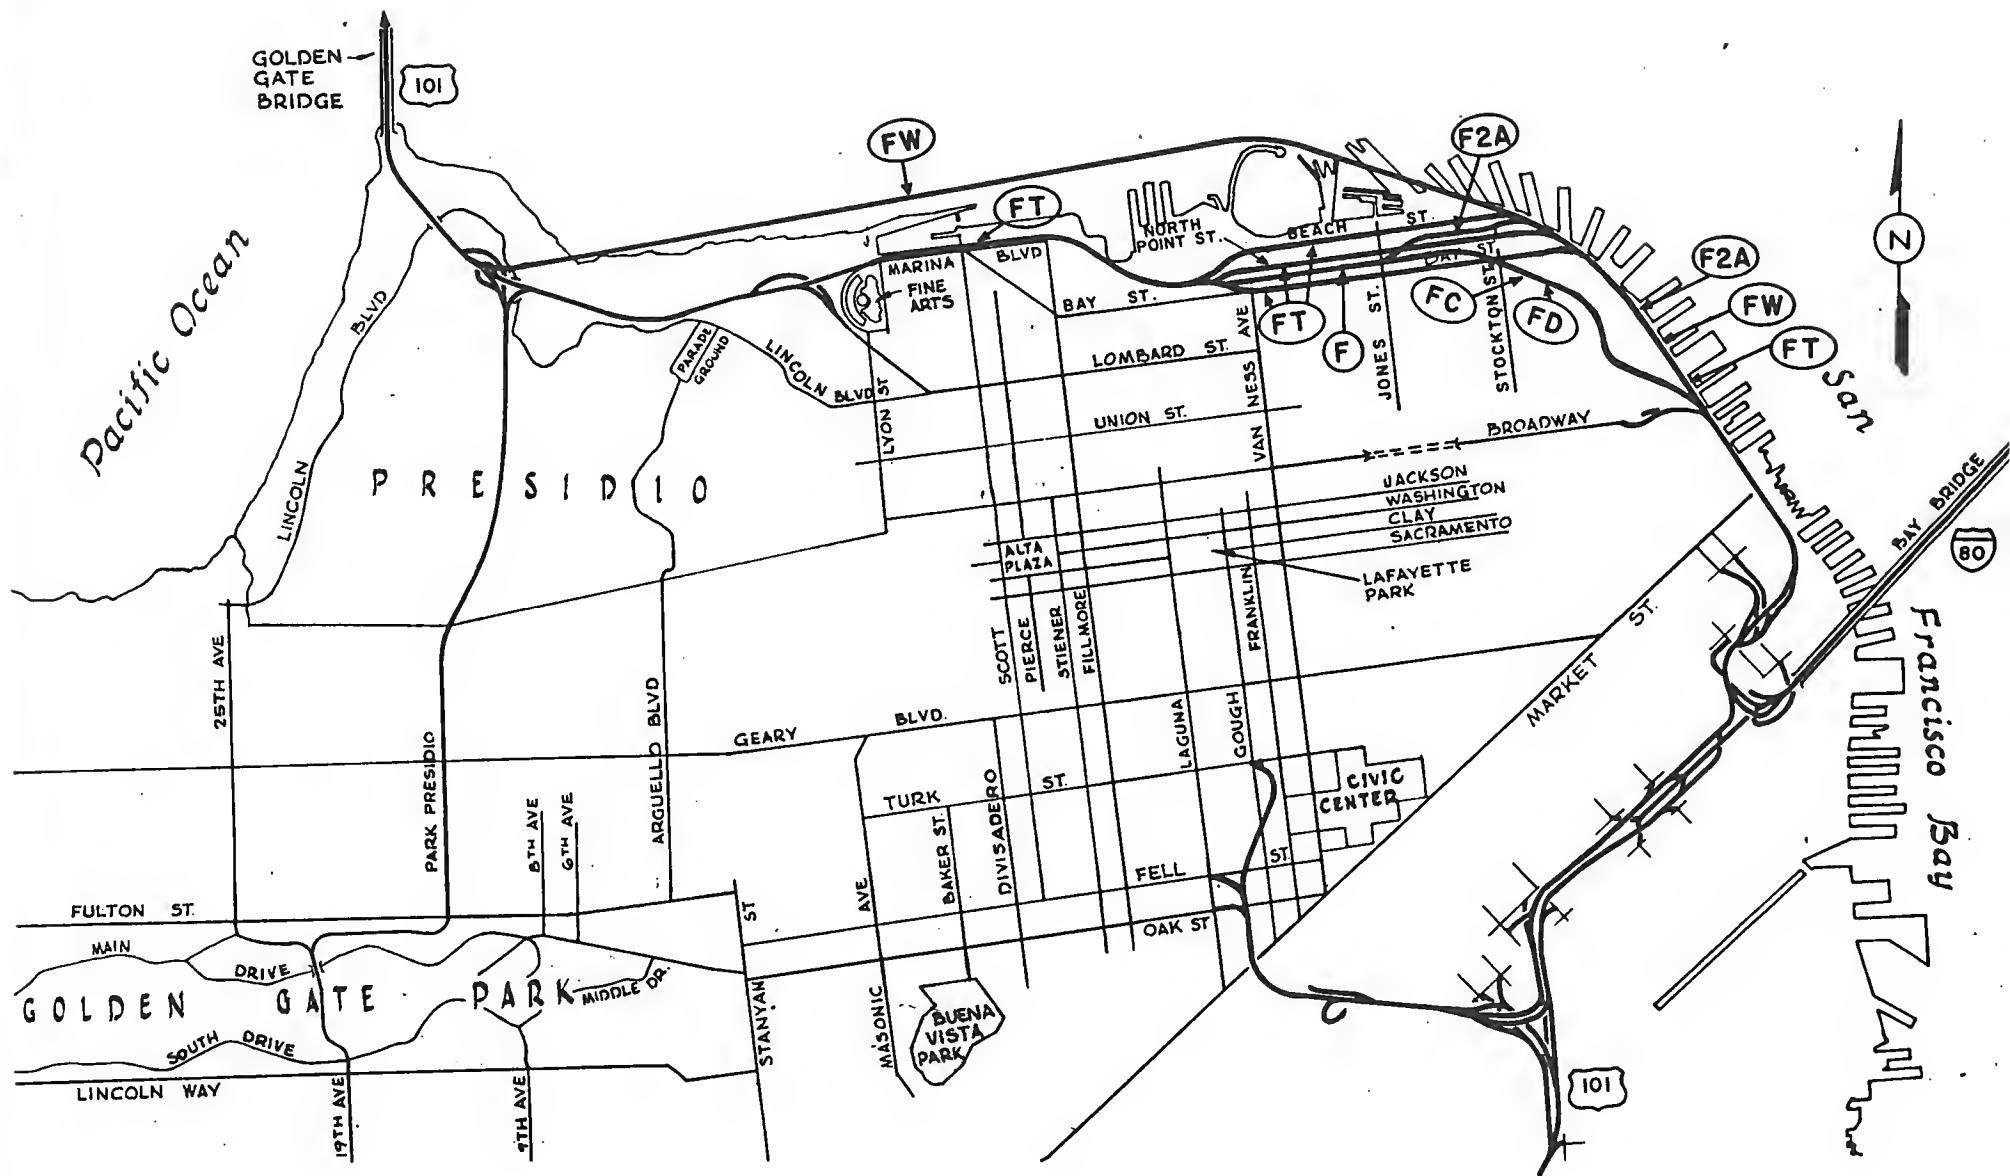 GOLDEN
GATE
BRIDGE
101
FW
F2A
FT
NORTH
POINT ST.
BEACH
ST.
N
Pacific Ocean
MARINA
BLVD
BAY
ST.
F2A
FINE
ARTS
BAY ST.
FC
FD
FW
FT
F
FT
San
Francisco Bay
BLVD
LINCOLN
PARADE
GROUND
LINCOLN
BLVD
LYON ST
LOMBARD ST.
UNION ST.
VAN NESS AVE
JONES ST.
STOCKTON ST.
BROADWAY
PRESIDIO
JACKSON
WASHINGTON
CLAY
SACRAMENTO
ALTA
PLAZA
LAFAYETTE
PARK
BAY BRIDGE
80
25TH AVE
PARK PRESIDIO
ARGUELLO BLVD
SCOTT
PIERCE
STIENER
FILLMORE
FRANKLIN
LAGUNA
GOUGH
MARKET ST.
GEARY
BLVD.
8TH AVE
6TH AVE
TURK
ST.
BAKER ST.
DIVISADERO
CIVIC
CENTER
FULTON ST.
ST
AVE
FELL
ST.
OAK ST
MAIN
DRIVE
GOLDEN GATE PARK
MIDDLE DR.
STANYAN
MASONIC
BUENA
VISTA
PARK
SOUTH DRIVE
LINCOLN WAY
19TH AVE
9TH AVE
101